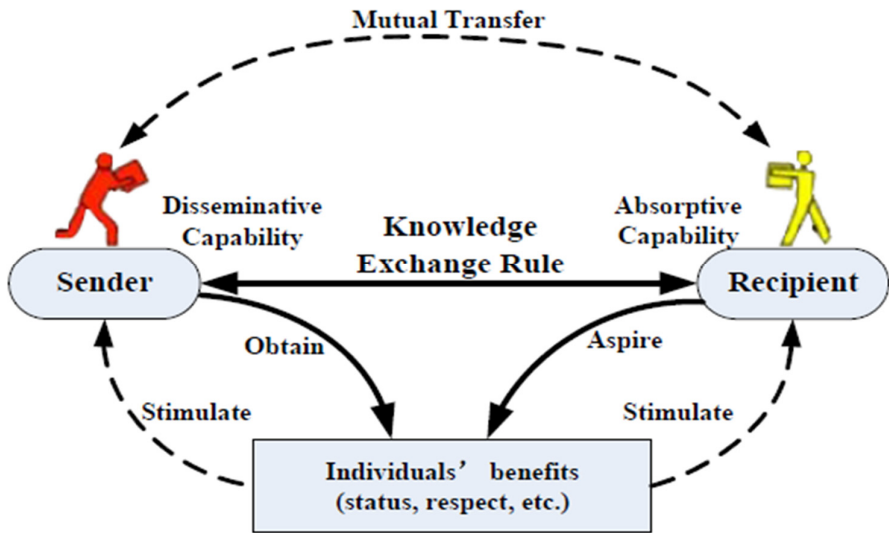 Mutual Transfer
Disseminative
Capability
Knowledge
Exchange Rule
Absorptive
Capability
Sender
Recipient
Obtain
Aspire
Stimulate
Stimulate
Individuals’ benefits
(status, respect, etc.)